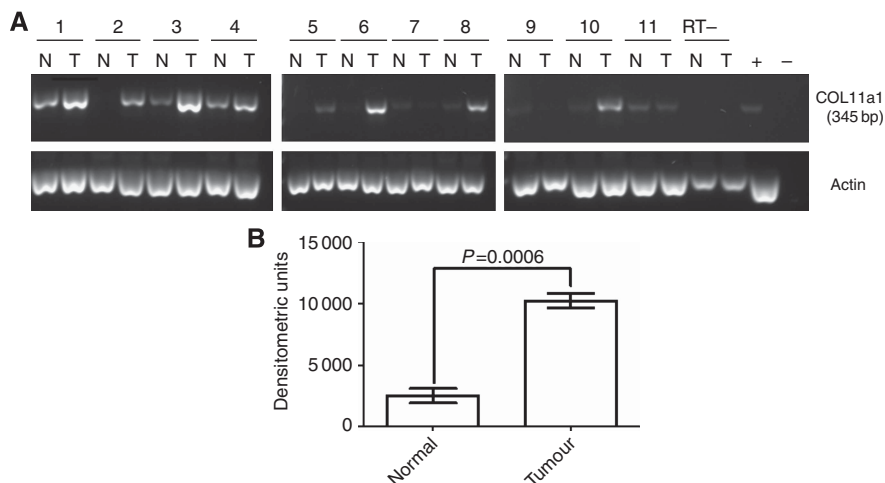 A
1 2 3 4 5 6 7 8 9 10 11 RT–
N T N T N T N T N T N T N T N T N T N T N T N T + –
COL11a1
(345 bp)
Actin
B
15 000
10 000
5 000
0
Densitometric units
P=0.0006
Normal
Tumour